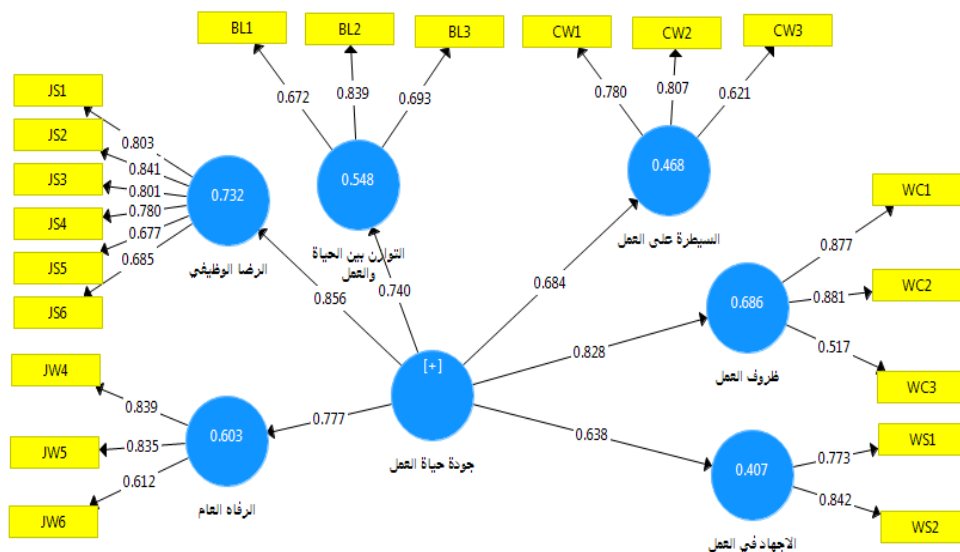 BL1
BL2
BL3
CW1
CW2
CW3
0.672
0.839
0.693
0.780
0.807
0.621
JS1
JS2
JS3
JS4
JS5
JS6
0.803
0.841
0.801
0.780
0.677
0.685
0.732
الرضا الوظيفي
0.548
التوازن بين الحياة
والعمل
0.468
السيطرة على العمل
WC1
WC2
WC3
0.877
0.881
0.517
0.686
ظروف العمل
0.856
0.740
0.684
0.828
0.777
0.638
[+]
جودة حياة العمل
JW4
JW5
JW6
0.839
0.835
0.612
0.603
الرفاه العام
WS1
WS2
0.773
0.842
0.407
الاجهاد في العمل